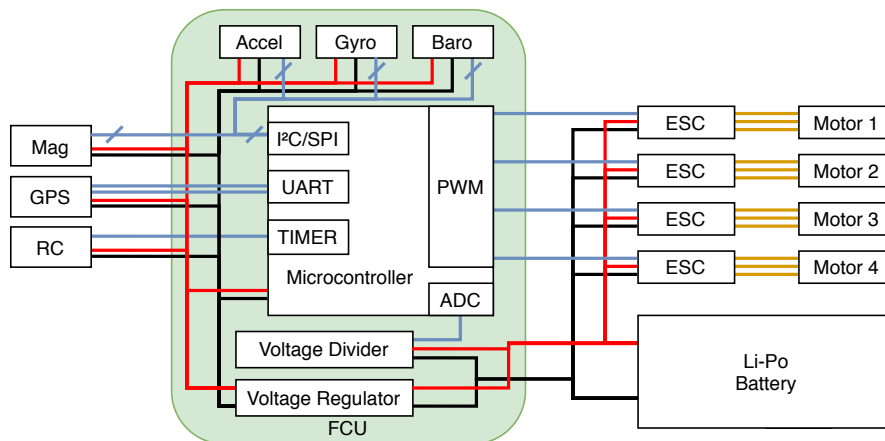 Accel
Gyro
Baro
Mag
GPS
RC
I²C/SPI
UART
TIMER
Microcontroller
PWM
ADC
Voltage Divider
Voltage Regulator
FCU
ESC
Motor 1
ESC
Motor 2
ESC
Motor 3
ESC
Motor 4
Li-Po
Battery